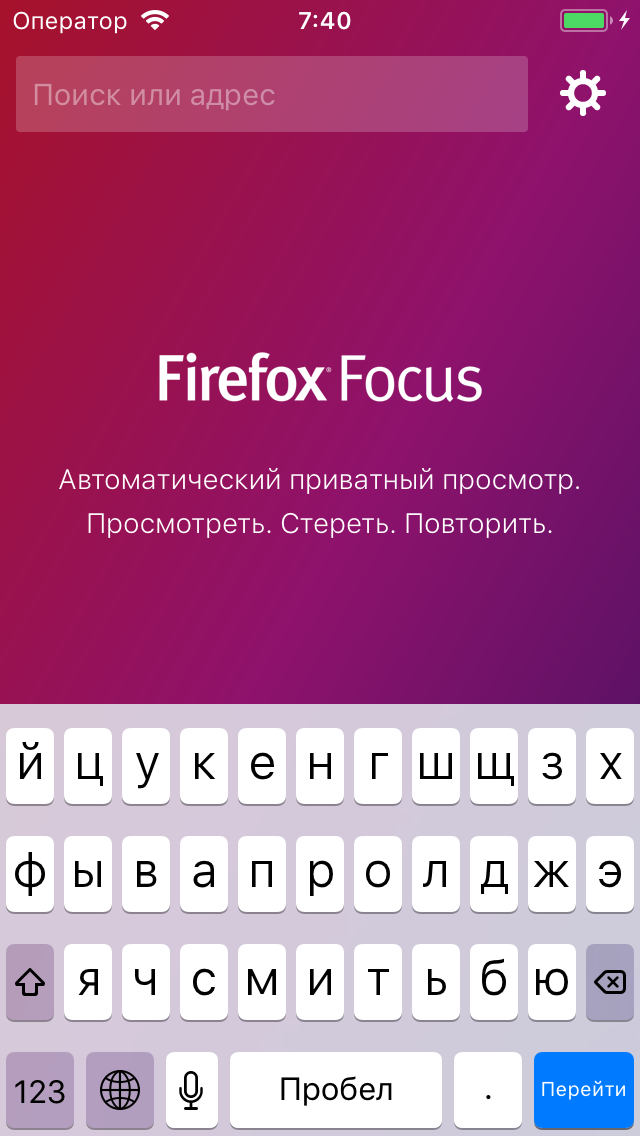 Оператор 7:40
Поиск или адрес
Firefox® Focus
Автоматический приватный просмотр.
Просмотреть. Стереть. Повторить.
й ц у к е н г ш щ з х
ф ы в а п р о л д ж э
я ч с м и т ь б ю
123 Пробел . Перейти